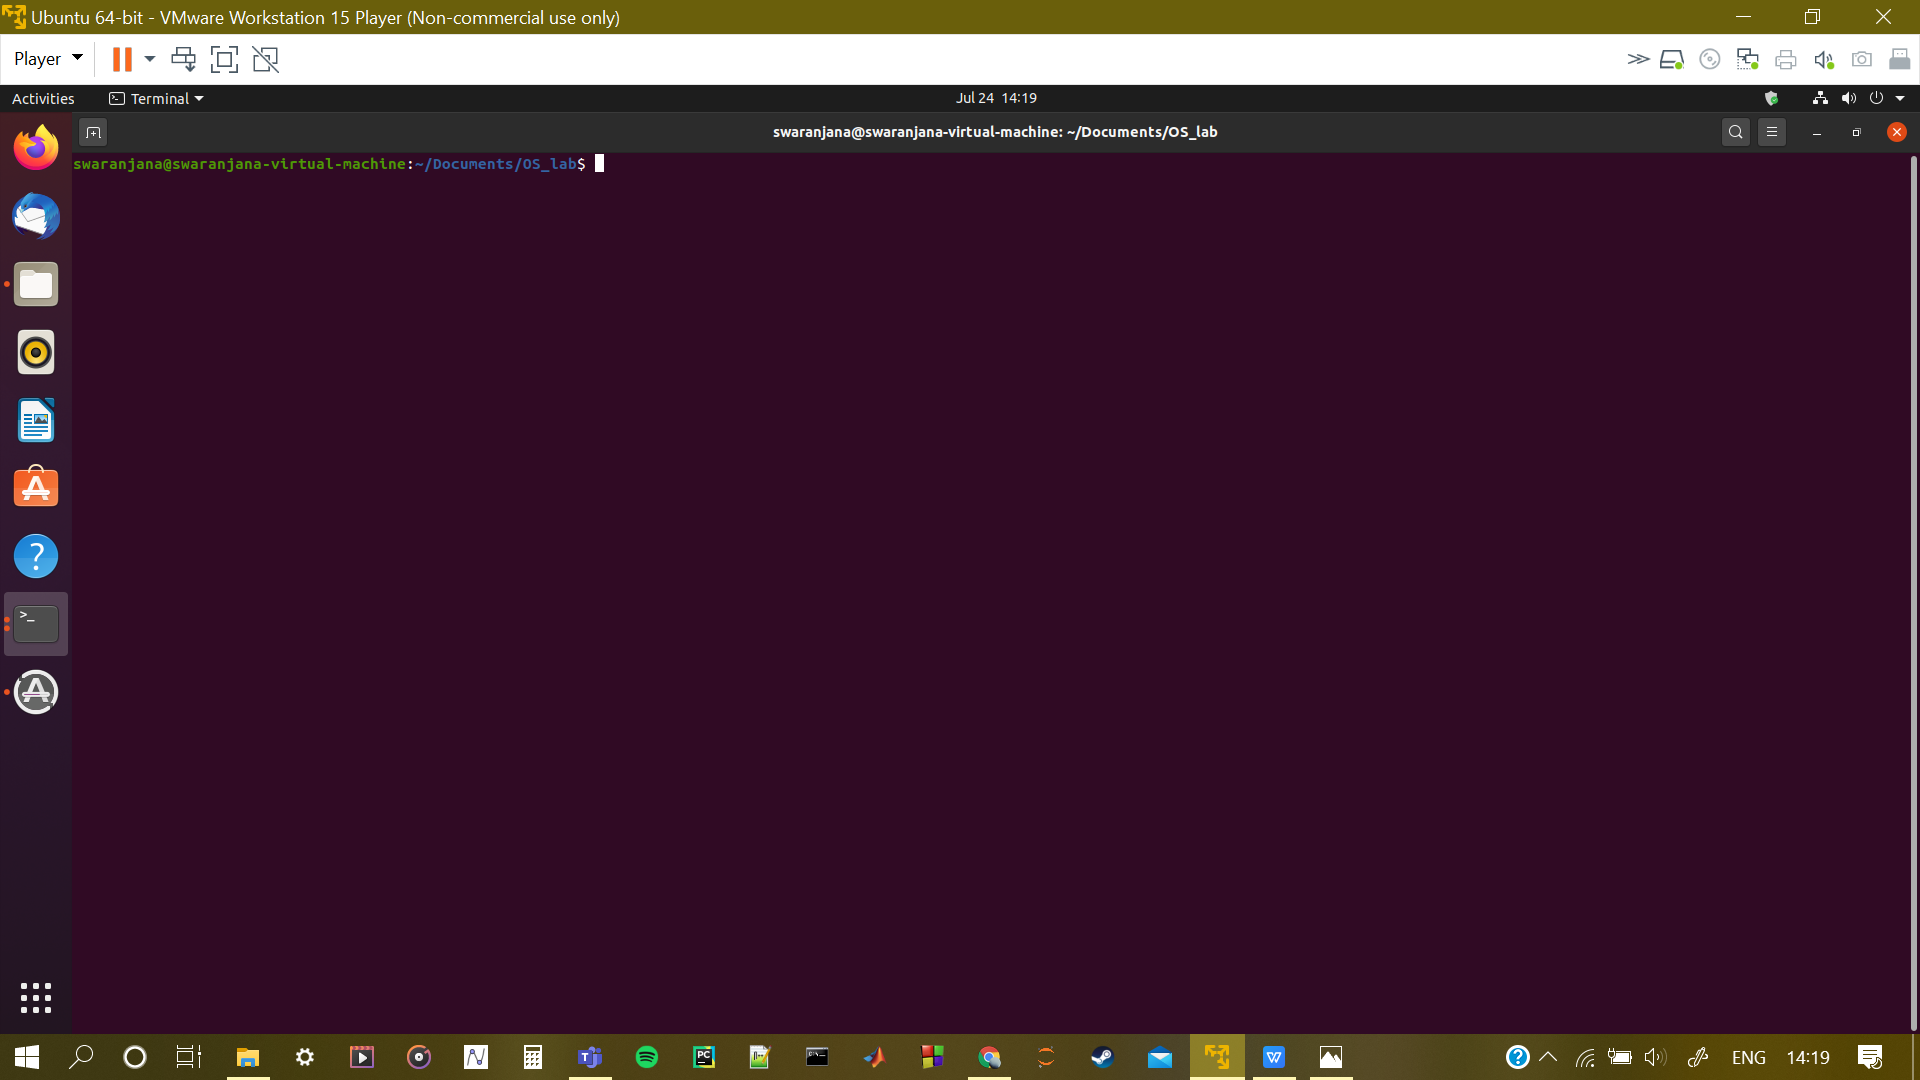 Ubuntu 64-bit - VMware Workstation 15 Player (Non-commercial use only)
Player
Activities
Terminal
Jul 24 14:19
swaranjana@swaranjana-virtual-machine: ~/Documents/OS_lab
swaranjana@swaranjana-virtual-machine:~/Documents/OS_lab$
ENG
14:19